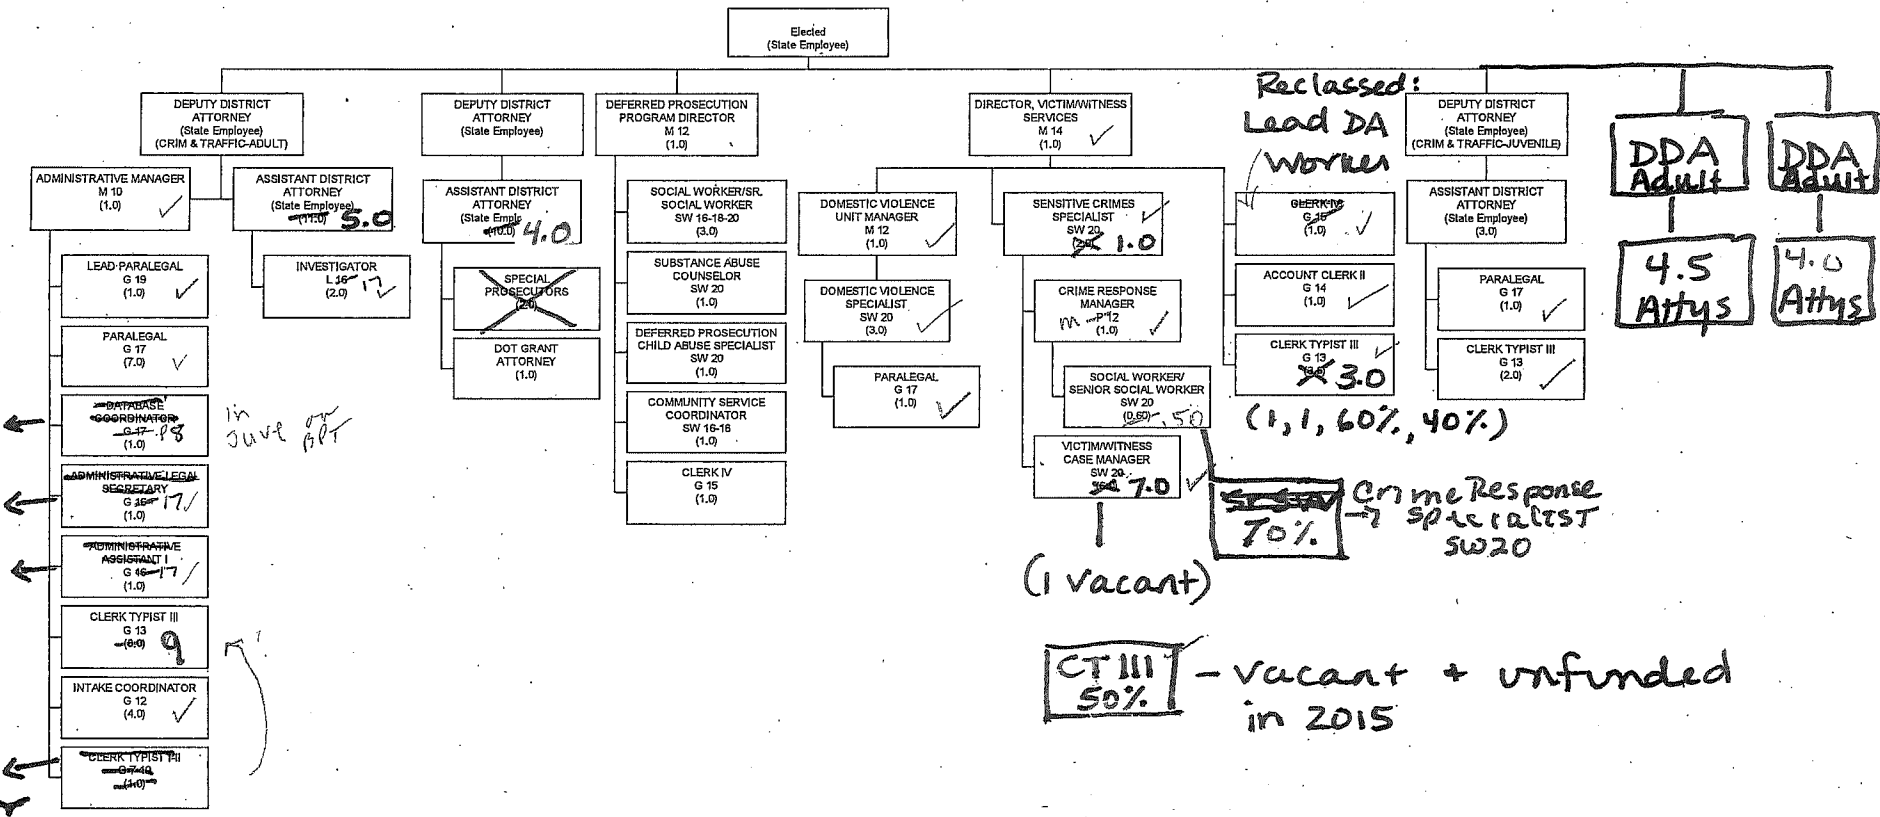 Elected
(State Employee)
DEPUTY DISTRICT
ATTORNEY
(State Employee)
(CRIM & TRAFFIC-ADULT)
ADMINISTRATIVE MANAGER
M 10
(1.0)
ASSISTANT DISTRICT
ATTORNEY
(State Employee)
(11.0) 5.0
LEAD PARALEGAL
G 19
(1.0)
INVESTIGATOR
L 16 17
(2.0)
PARALEGAL
G 17
(7.0)
DATABASE
COORDINATOR
G 17 P8
(1.0)
in
ADMINISTRATIVE LEGAL
SECRETARY
G 16 17
(1.0)
ADMINISTRATIVE
ASSISTANT I
G 16 17
(1.0)
CLERK TYPIST III
G 13
(8.0) 9
INTAKE COORDINATOR
G 12
(4.0)
CLERK TYPIST I-II
(1.0)
DEPUTY DISTRICT
ATTORNEY
(State Employee)
ASSISTANT DISTRICT
ATTORNEY
(State Emplc
(10.0) 4.0
SPECIAL
PROSECUTORS
(2.0)
DOT GRANT
ATTORNEY
(1.0)
DEFERRED PROSECUTION
PROGRAM DIRECTOR
M 12
(1.0)
SOCIAL WORKER/SR.
SOCIAL WORKER
SW 16-18-20
(3.0)
SUBSTANCE ABUSE
COUNSELOR
SW 20
(1.0)
DEFERRED PROSECUTION
CHILD ABUSE SPECIALIST
SW 20
(1.0)
COMMUNITY SERVICE
COORDINATOR
SW 16-18
(1.0)
CLERK IV
G 15
(1.0)
DIRECTOR, VICTIM/WITNESS
SERVICES
M 14
(1.0)
DOMESTIC VIOLENCE
UNIT MANAGER
M 12
(1.0)
DOMESTIC VIOLENCE
SPECIALIST
SW 20
(3.0)
PARALEGAL
G 17
(1.0)
SENSITIVE CRIMES
SPECIALIST
SW 20
1.0
CRIME RESPONSE
MANAGER
m P 12
(1.0)
SOCIAL WORKER/
SENIOR SOCIAL WORKER
SW 20
(0.60) .50
VICTIM/WITNESS
CASE MANAGER
SW 20
7.0
(1 vacant)
70%
Crime Response
Specialist
SW20
Reclassed:
Lead DA
Worker
CLERK IV
G 15
(1.0)
ACCOUNT CLERK II
G 14
(1.0)
CLERK TYPIST III
G 13
3.0
(1, 1, 60%, 40%)
DEPUTY DISTRICT
ATTORNEY
(State Employee)
(CRIM & TRAFFIC-JUVENILE)
ASSISTANT DISTRICT
ATTORNEY
(State Employee)
(3.0)
PARALEGAL
G 17
(1.0)
CLERK TYPIST III
G 13
(2.0)
DDA
Adult
4.5
Attys
DDA
Adult
4.0
Attys
CT III
50%
- vacant + unfunded
in 2015